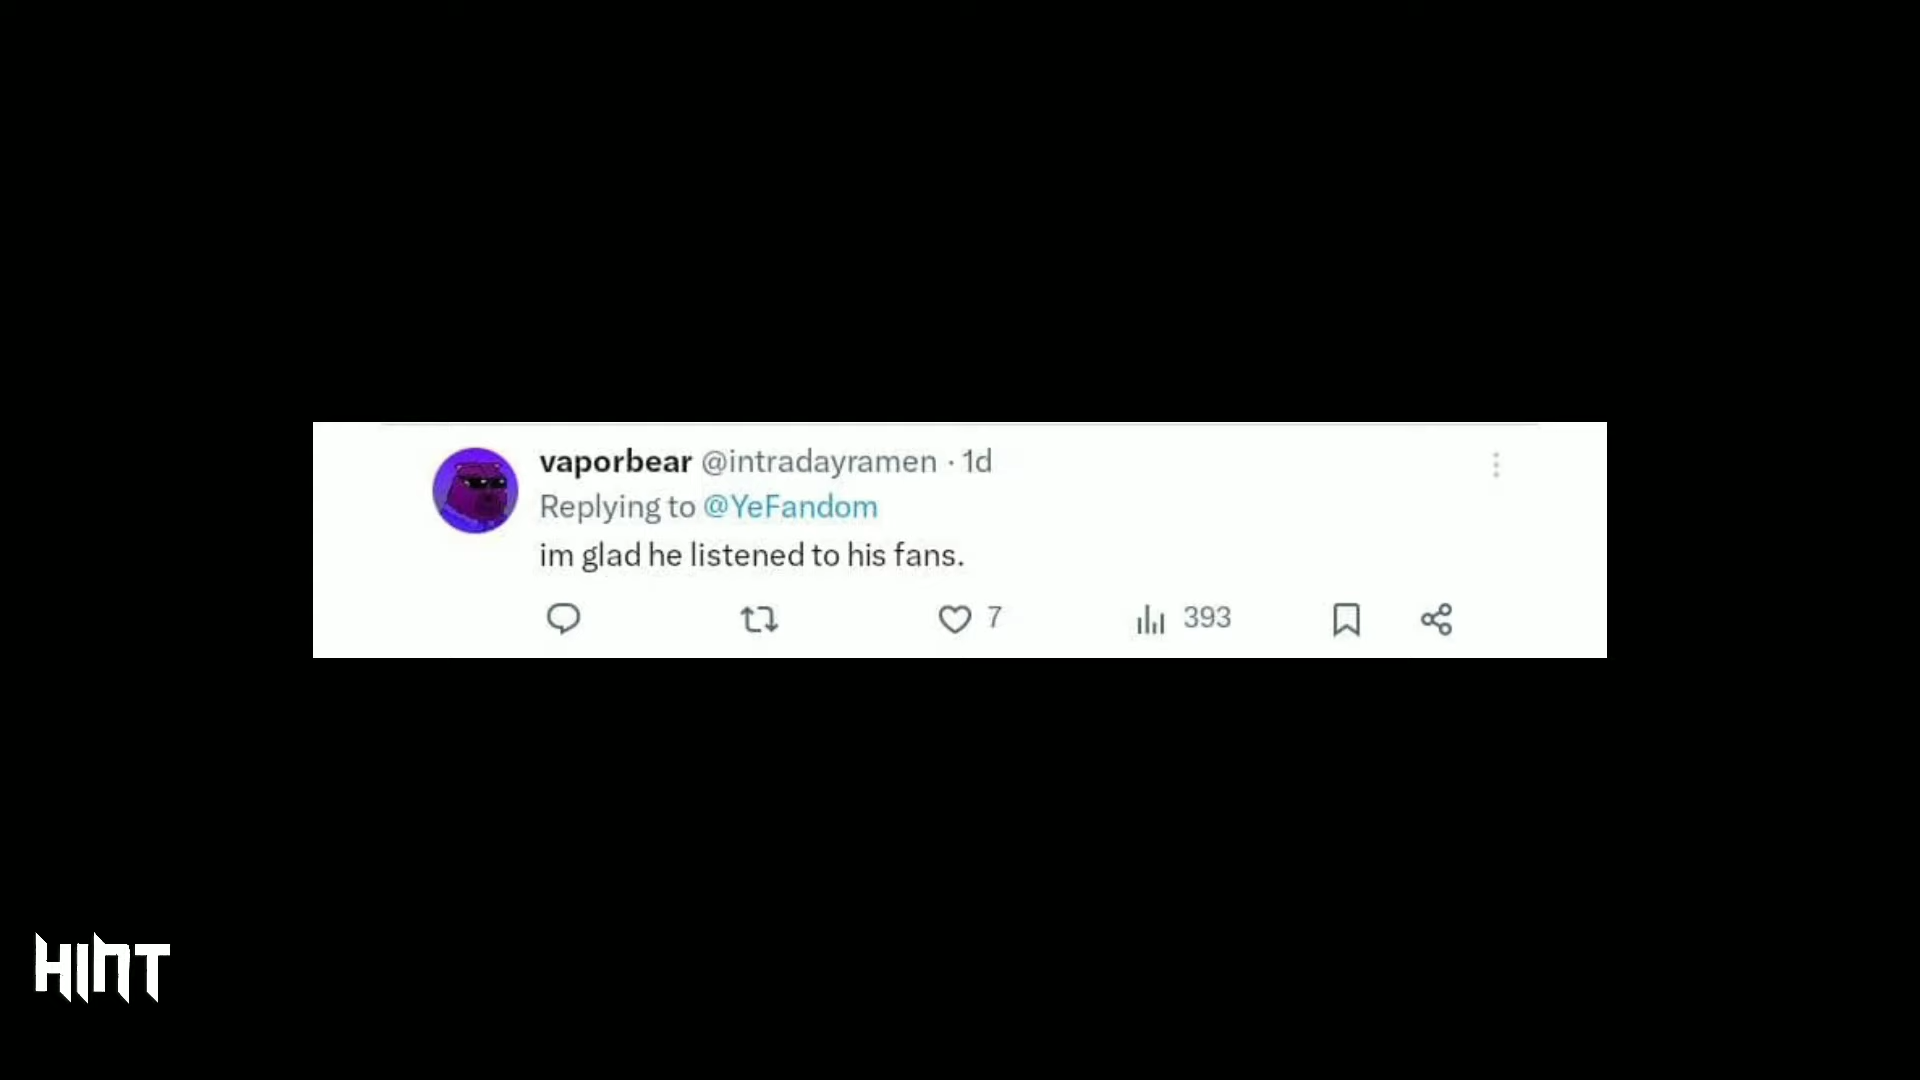 vaporbear @intradayramen · 1d
Replying to @YeFandom
im glad he listened to his fans.
7 393
HINT